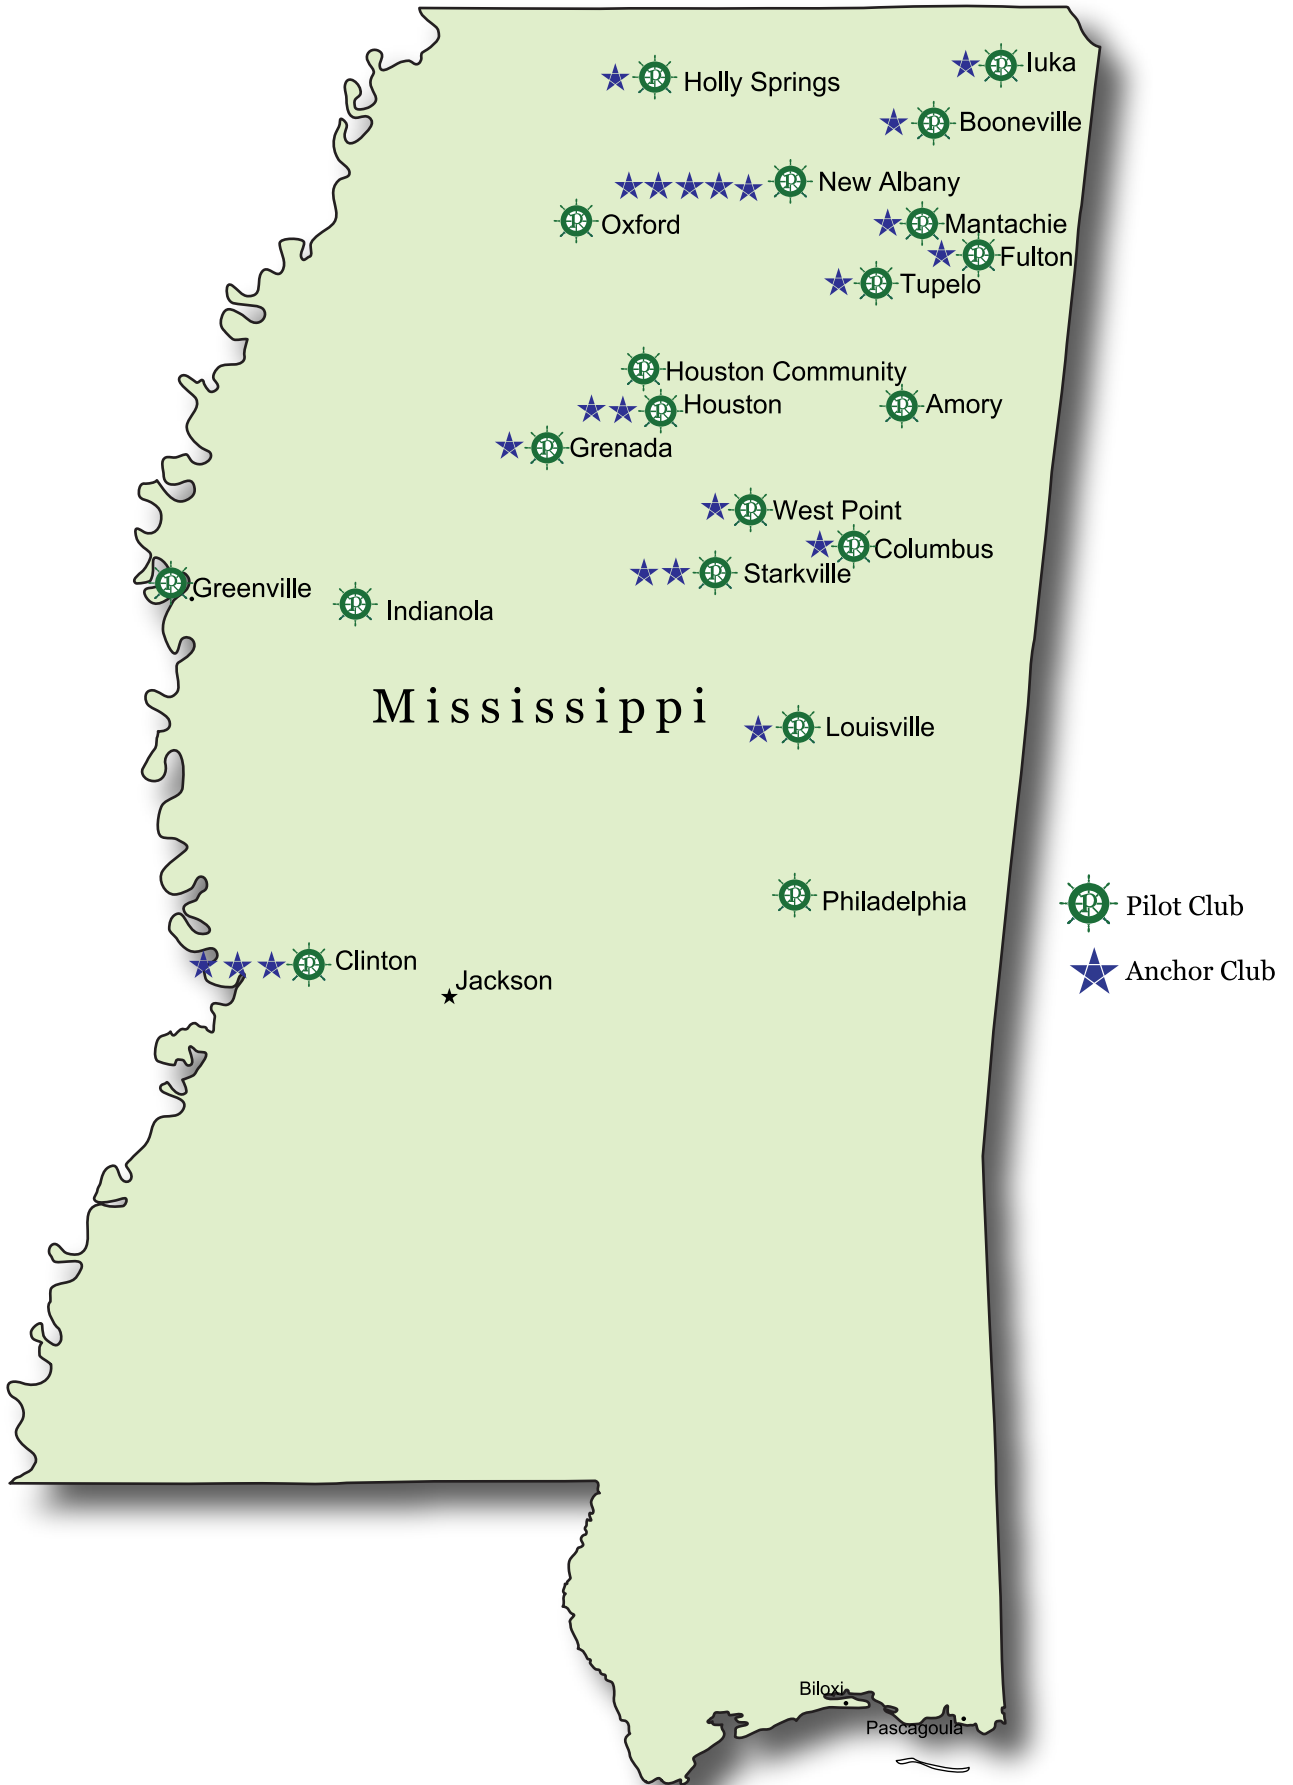 Iuka
Holly Springs
Booneville
New Albany
Oxford
Mantachie
Fulton
Tupelo
Houston Community
Houston
Amory
Grenada
West Point
Columbus
Starkville
Greenville
Indianola
Mississippi
Louisville
Philadelphia
Pilot Club
Clinton
Anchor Club
Jackson
Biloxi
Pascagoula